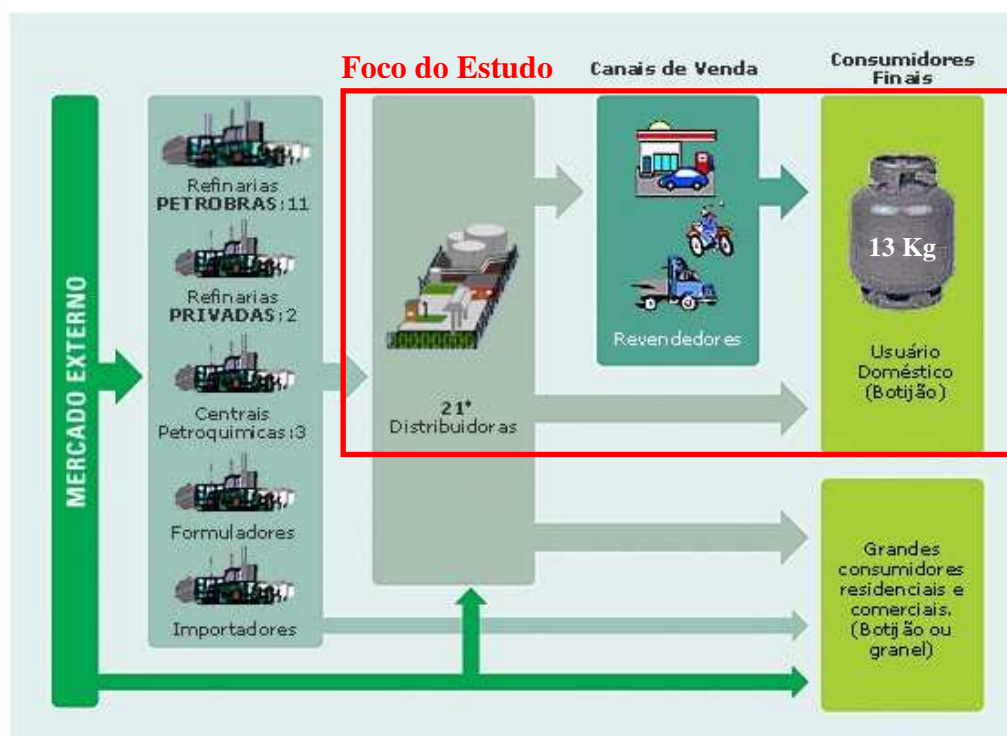 Foco do Estudo
Canais de Venda
Consumidores
Finais
MERCADO EXTERNO
Refinarias
PETROBRAS:11
Refinarias
PRIVADAS:2
Centrais
Petroquimicas:3
Formuladores
Importadores
21*
Distribuidoras
Revendedores
13 Kg
Usuário
Doméstico
(Botijão)
Grandes
consumidores
residenciais e
comerciais.
(Botijão ou
granel)